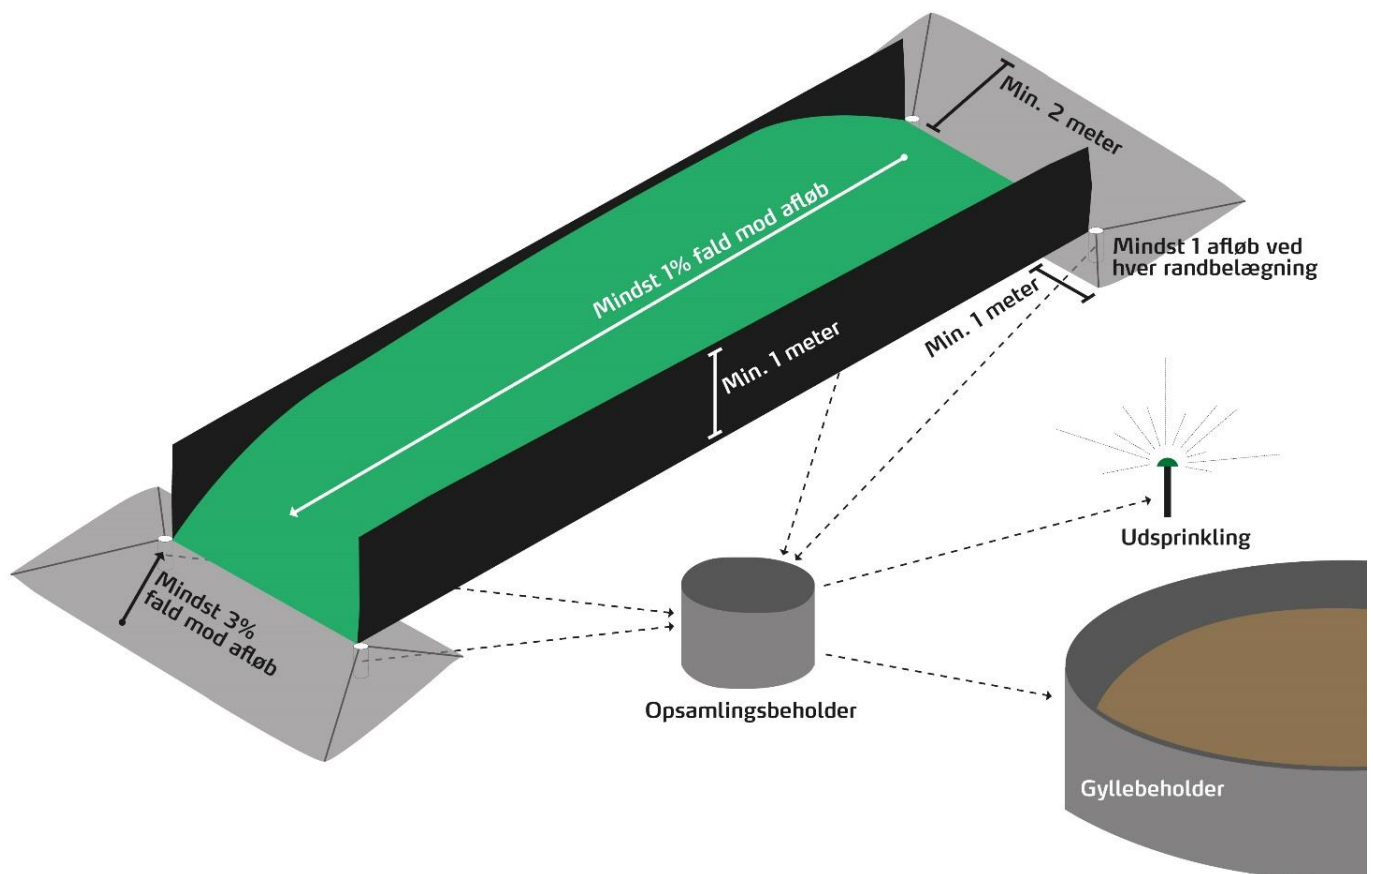 Min. 2 meter
Mindst 1% fald mod afløb
Mindst 1 afløb ved
hver randbelægning
Min. 1 meter
Min. 1 meter
Udsprinkling
Mindst 3%
fald mod afløb
Opsamlingsbeholder
Gyllebeholder